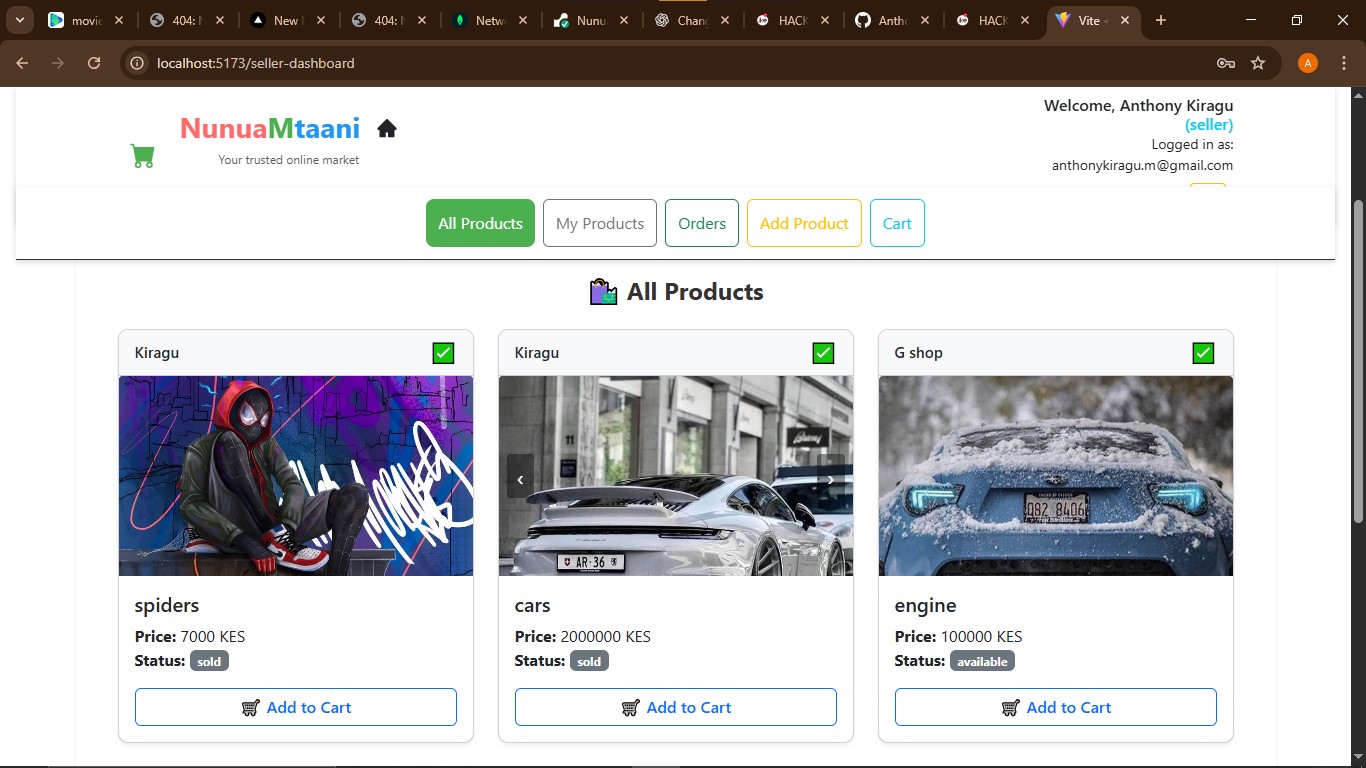 movie
404: N
New
404: N
Netw
Nunu
Chan
HACK
Anth
HACK
Vite
localhost:5173/seller-dashboard
A
NunuaMtaani
Your trusted online market
Welcome, Anthony Kiragu
(seller)
Logged in as:
anthonykiragu.m@gmail.com
All Products
My Products
Orders
Add Product
Cart
🛍️ All Products
Kiragu ✅
Kiragu ✅
G shop ✅
11
AR·36
Q82 8406
spiders
Price: 7000 KES
Status: sold
🛒 Add to Cart
cars
Price: 2000000 KES
Status: sold
🛒 Add to Cart
engine
Price: 100000 KES
Status: available
🛒 Add to Cart